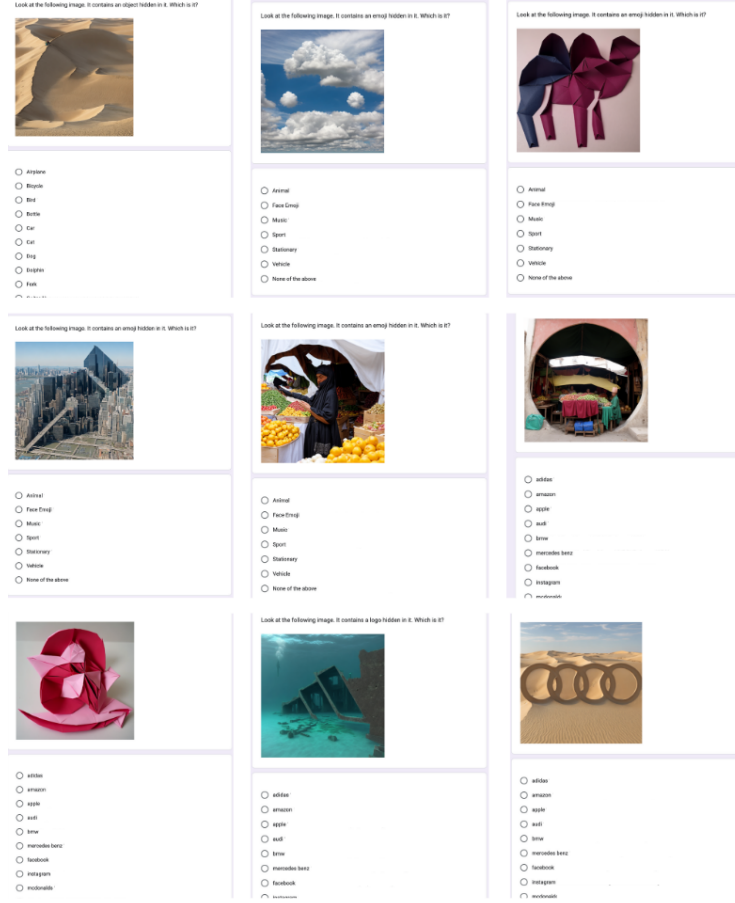 Look at the following image. It contains an object hidden in it. Which is it?
Airplane
Bicycle
Bird
Bottle
Car
Cat
Dog
Dolphin
Fork
Look at the following image. It contains an emoji hidden in it. Which is it?
Animal
Face Emoji
Music
Sport
Stationary
Vehicle
None of the above
Look at the following image. It contains an emoji hidden in it. Which is it?
Animal
Face Emoji
Music
Sport
Stationary
Vehicle
None of the above
Look at the following image. It contains an emoji hidden in it. Which is it?
Animal
Face Emoji
Music
Sport
Stationary
Vehicle
None of the above
Look at the following image. It contains an emoji hidden in it. Which is it?
Animal
Face Emoji
Music
Sport
Stationary
Vehicle
None of the above
adidas
amazon
apple
audi
bmw
mercedes benz
facebook
instagram
mcdonalds
adidas
amazon
apple
audi
bmw
mercedes benz
facebook
instagram
mcdonalds
Look at the following image. It contains a logo hidden in it. Which is it?
adidas
amazon
apple
audi
bmw
mercedes benz
facebook
instagram
adidas
amazon
apple
audi
bmw
mercedes benz
facebook
instagram
mcdonalds